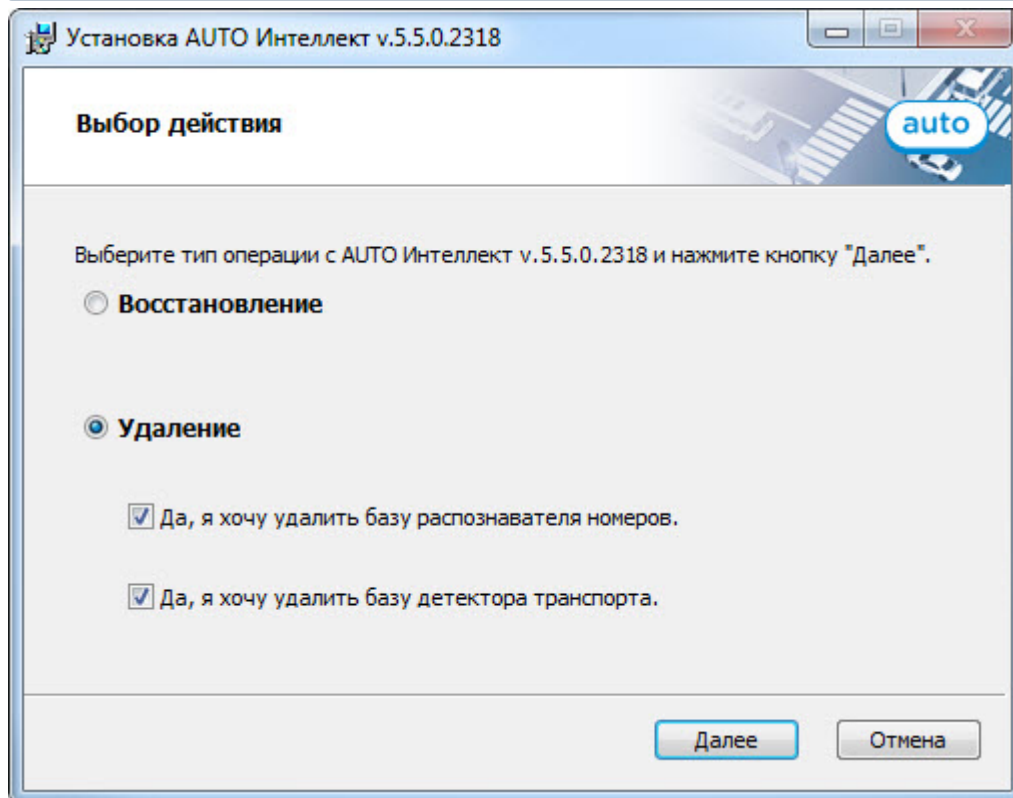 Установка AUTO Интеллект v.5.5.0.2318
Выбор действия
auto
Выберите тип операции с AUTO Интеллект v.5.5.0.2318 и нажмите кнопку "Далее".
Восстановление
Удаление
Да, я хочу удалить базу распознавателя номеров.
Да, я хочу удалить базу детектора транспорта.
Далее
Отмена